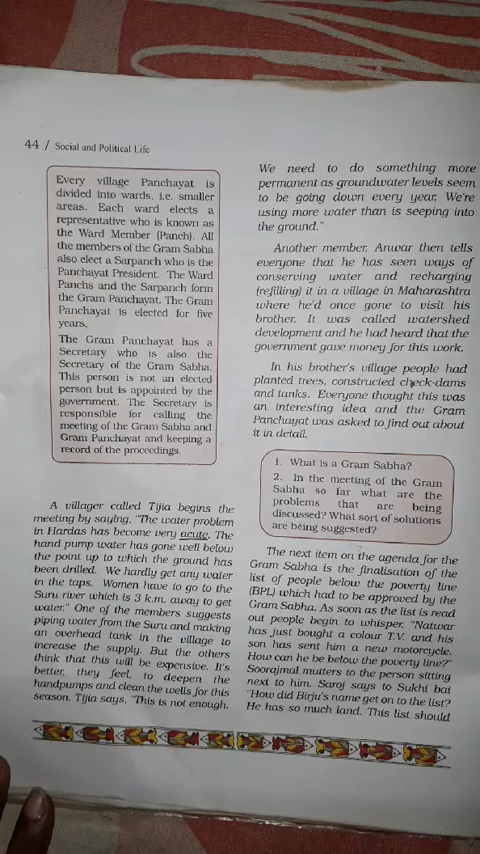 44 / Social and Political Life
Every village Panchayat is
divided into wards, i.e. smaller
areas. Each ward elects a
representative who is known as
the Ward Member (Panch). All
the members of the Gram Sabha
also elect a Sarpanch who is the
Panchayat President. The Ward
Panchs and the Sarpanch form
the Gram Panchayat. The Gram
Panchayat is elected for five
years.
The Gram Panchayat has a
Secretary who is also the
Secretary of the Gram Sabha.
This person is not an elected
person but is appointed by the
government. The Secretary is
responsible for calling the
meeting of the Gram Sabha and
Gram Panchayat and keeping a
record of the proceedings.
A villager called Tijia begins the
meeting by saying, "The water problem
in Hardas has become very acute. The
hand pump water has gone well below
the point up to which the ground has
been drilled. We hardly get any water
in the taps. Women have to go to the
Suru river which is 3 k.m. away to get
water." One of the members suggests
piping water from the Suru and making
an overhead tank in the village to
increase the supply. But the others
think that this will be expensive. It's
better, they feel, to deepen the
handpumps and clean the wells for this
season. Tijia says, "This is not enough.
We need to do something more
permanent as groundwater levels seem
to be going down every year. We're
using more water than is seeping into
the ground."
Another member, Anwar then tells
everyone that he has seen ways of
conserving water and recharging
(refilling) it in a village in Maharashtra
where he'd once gone to visit his
brother. It was called watershed
development and he had heard that the
government gave money for this work.
In his brother's village people had
planted trees, constructed check-dams
and tanks. Everyone thought this was
an interesting idea and the Gram
Panchayat was asked to find out about
it in detail.
1. What is a Gram Sabha?
2. In the meeting of the Gram
Sabha so far what are the
problems that are being
discussed? What sort of solutions
are being suggested?
The next item on the agenda for the
Gram Sabha is the finalisation of the
list of people below the poverty line
(BPL) which had to be approved by the
Gram Sabha. As soon as the list is read
out people begin to whisper. "Natwar
has just bought a colour T.V. and his
son has sent him a new motorcycle.
How can he be below the poverty line?"
Soorajmal mutters to the person sitting
next to him. Saroj says to Sukhi bai
"How did Birju's name get on to the list?
He has so much land. This list should